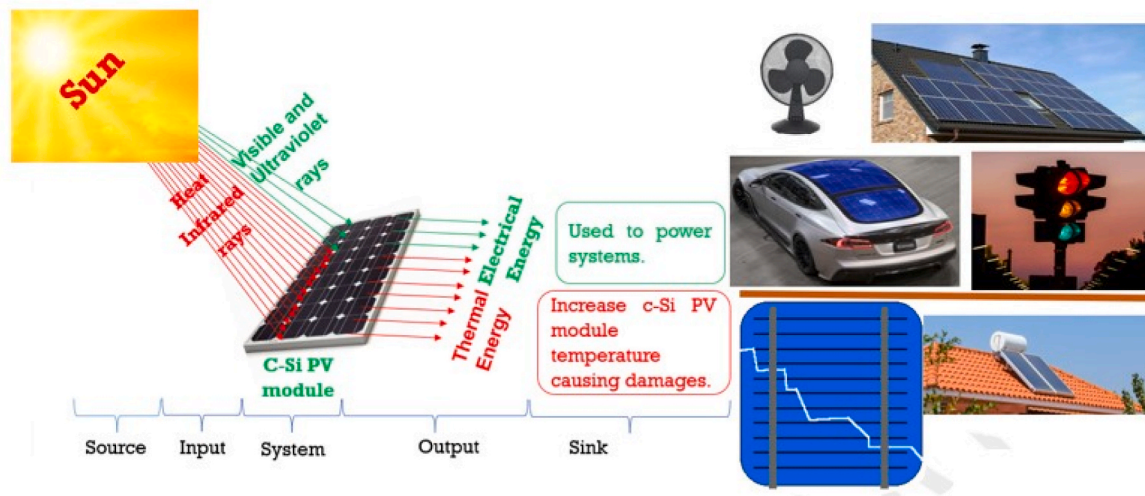 Sun
Visible and
Ultraviolet
rays
Heat
Infrared
rays
C-Si PV
module
Electrical
Energy
Thermal
Energy
Used to power
systems.
Increase c-Si PV
module
temperature
causing damages.
Source
Input
System
Output
Sink